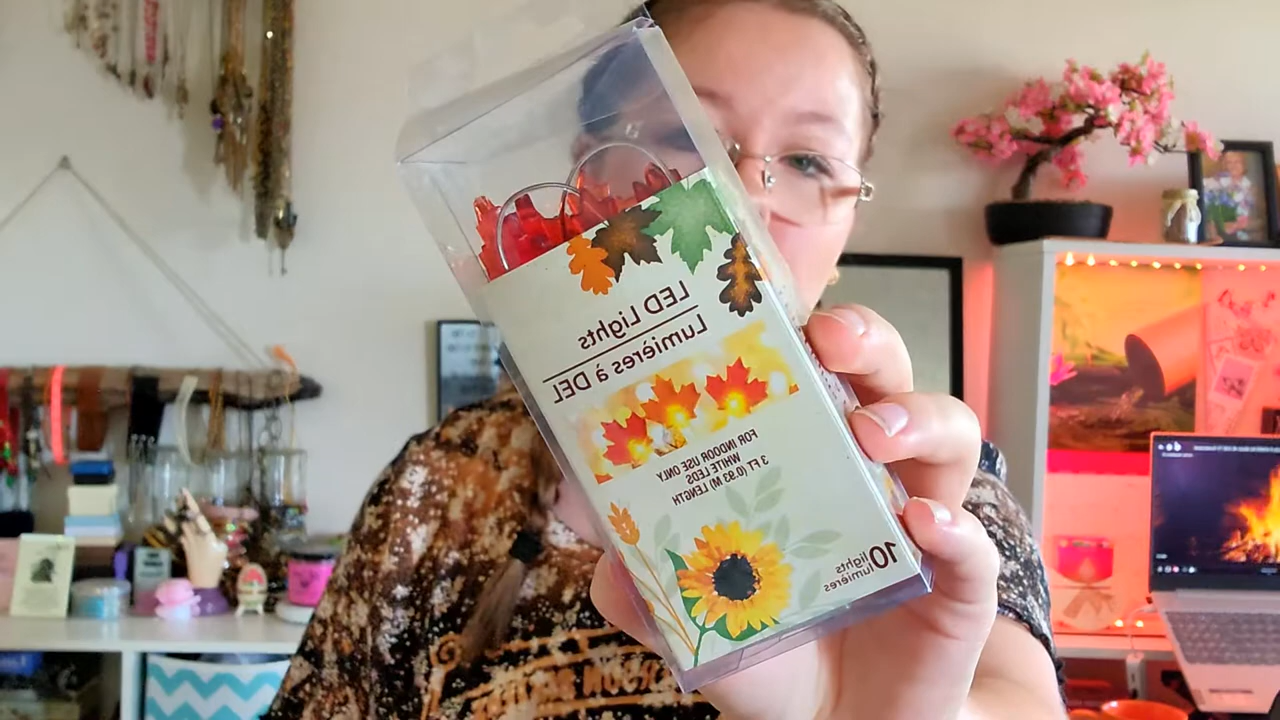 LED Lights
Lumières à DEL
FOR INDOOR USE ONLY
WHITE LEDS
3 FT (0.93 M) LENGTH
10 lights
lumières